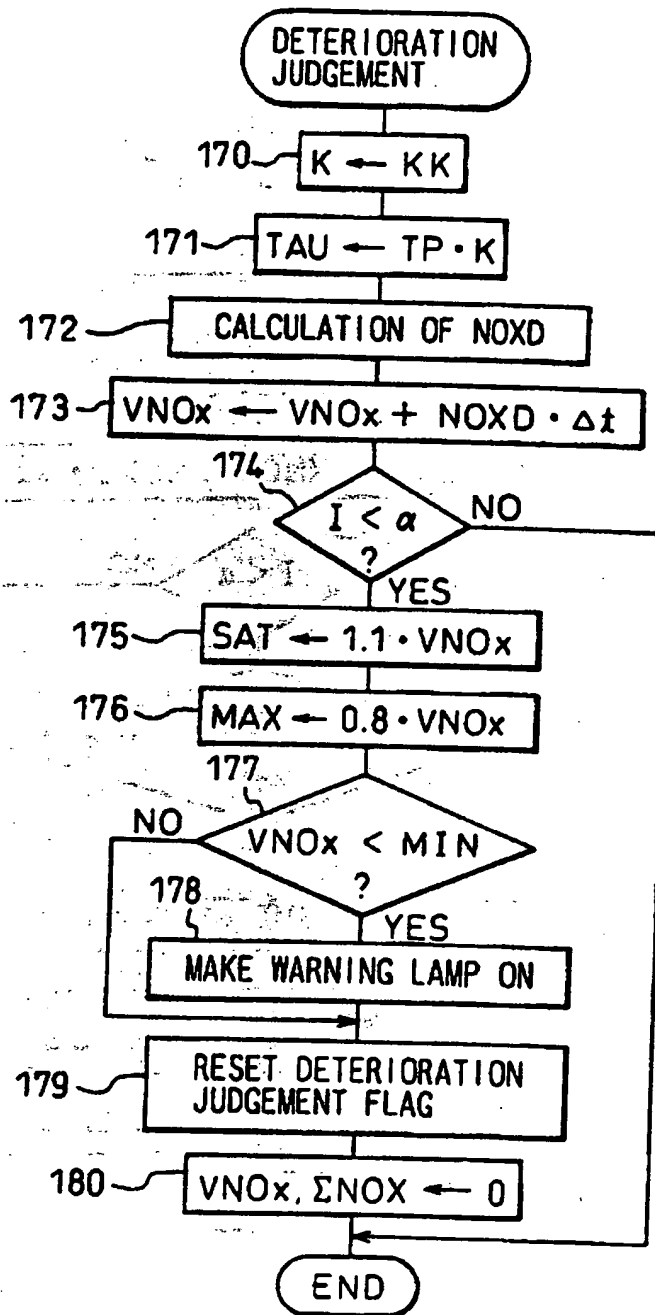 DETERIORATION
JUDGEMENT
170
K ← KK
171
TAU ← TP · K
172
CALCULATION OF NOXD
173
VNOx ← VNOx + NOXD · Δt
174
I < α
?
NO
YES
175
SAT ← 1.1 · VNOx
176
MAX ← 0.8 · VNOx
177
NO
VNOx < MIN
?
178
YES
MAKE WARNING LAMP ON
179
RESET DETERIORATION
JUDGEMENT FLAG
180
VNOx, ΣNOX ← 0
END